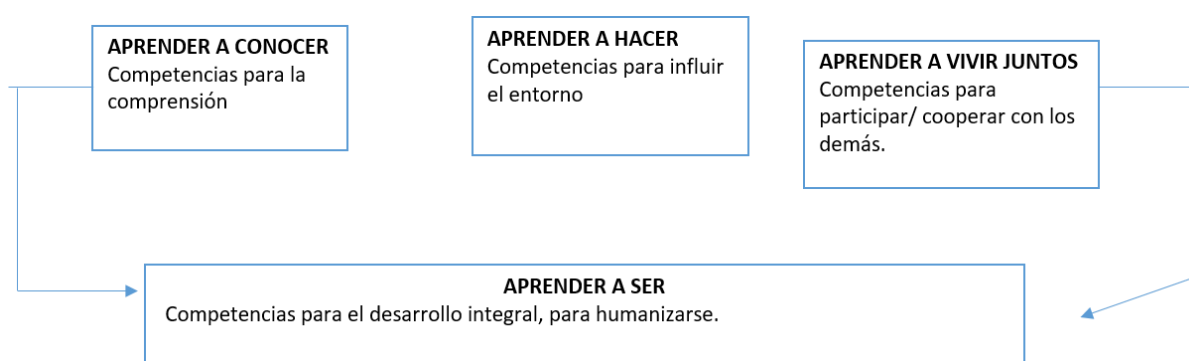 APRENDER A CONOCER
Competencias para la
comprensión
APRENDER A HACER
Competencias para influir
el entorno
APRENDER A VIVIR JUNTOS
Competencias para
participar/ cooperar con los
demás.
APRENDER A SER
Competencias para el desarrollo integral, para humanizarse.